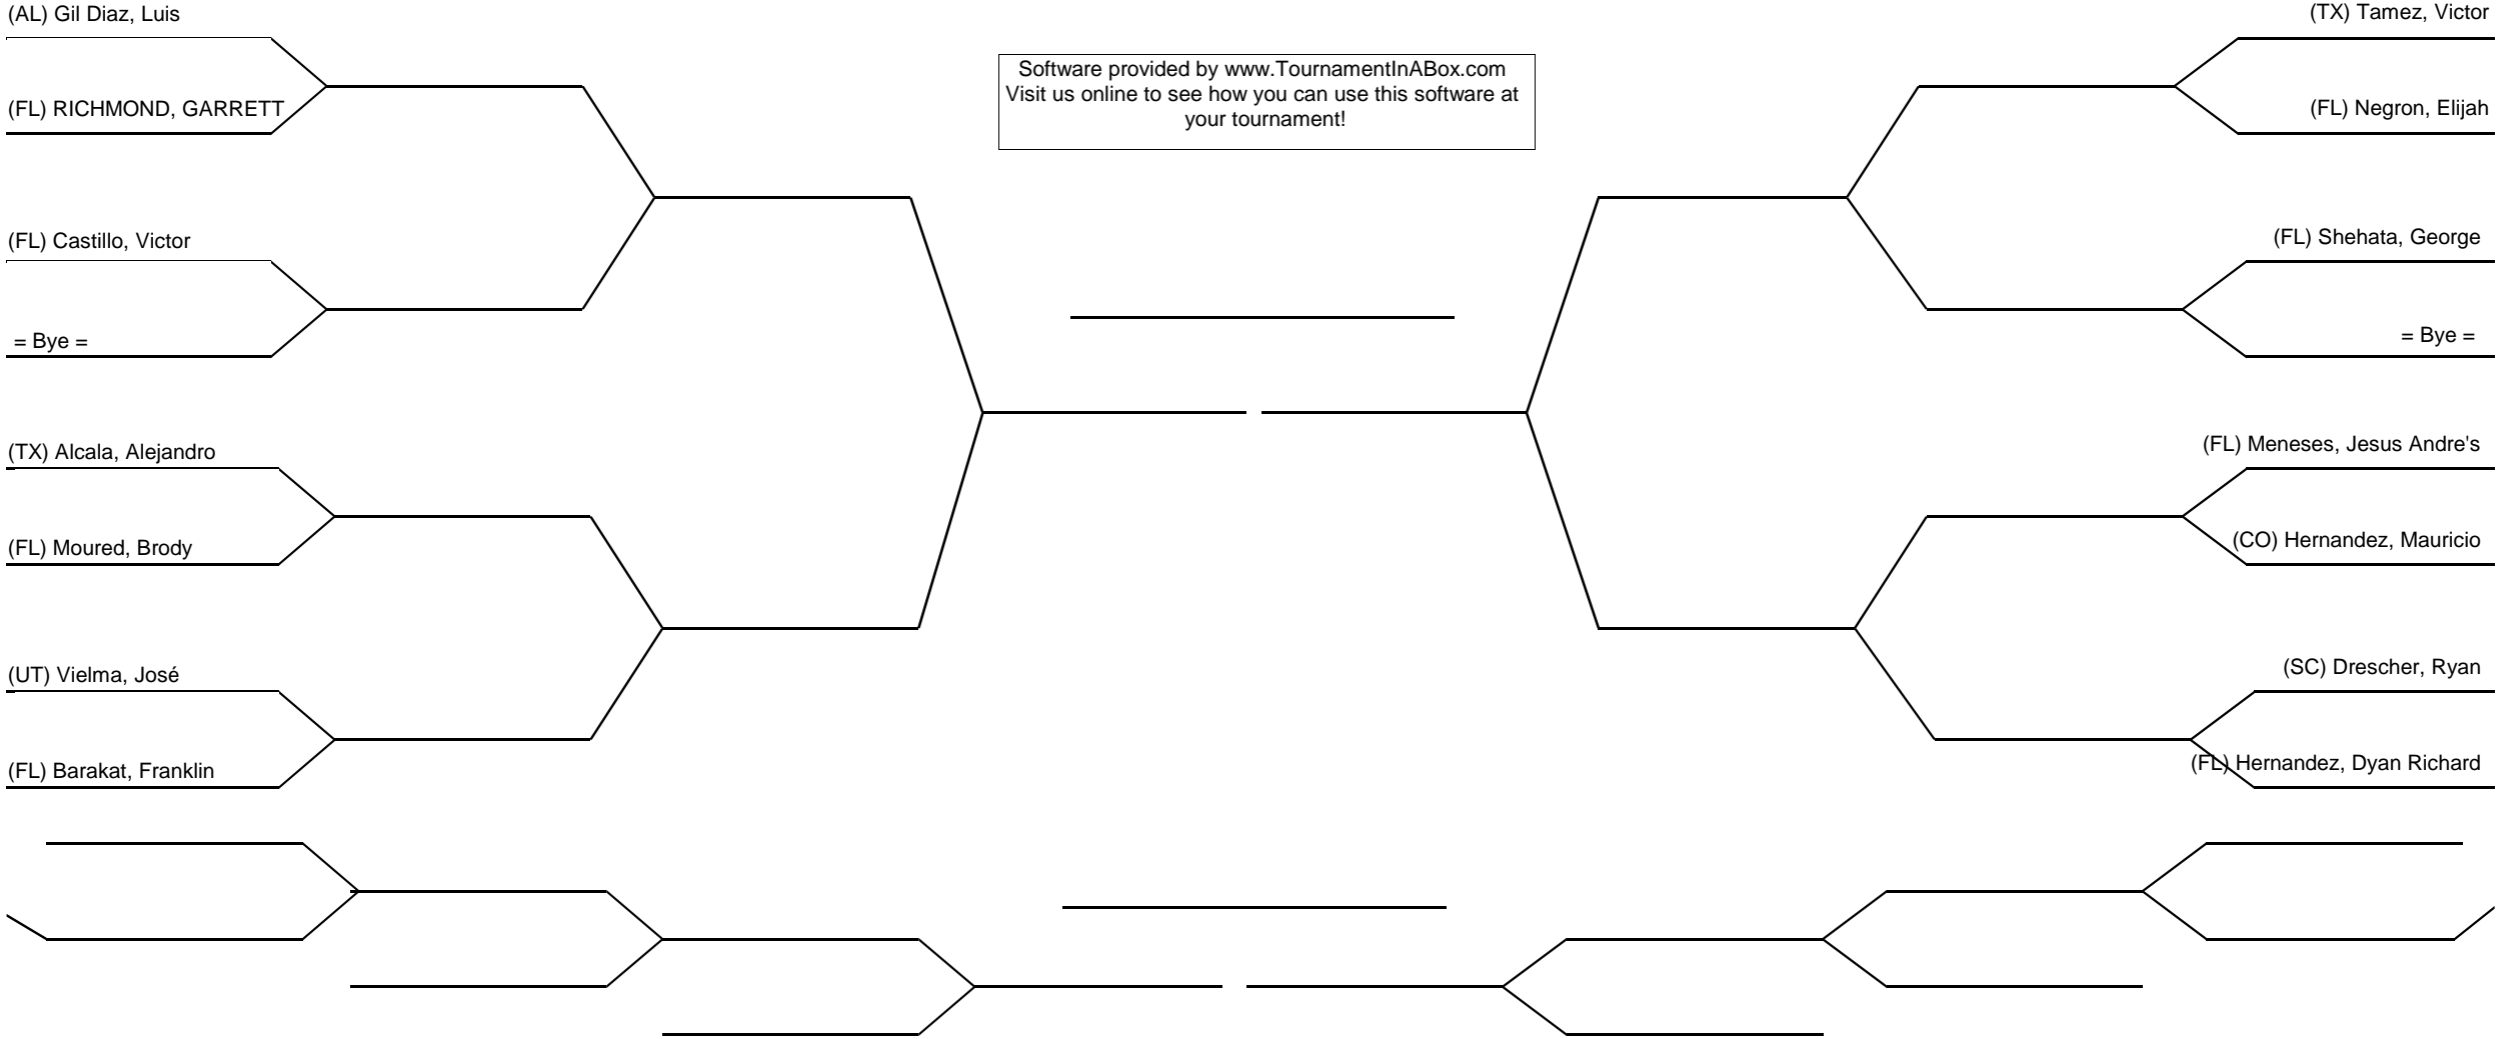 (AL) Gil Diaz, Luis
(FL) RICHMOND, GARRETT
(FL) Castillo, Victor
= Bye =
(TX) Alcala, Alejandro
(FL) Moured, Brody
(UT) Vielma, José
(FL) Barakat, Franklin
Software provided by www.TournamentInABox.com
Visit us online to see how you can use this software at
your tournament!
(TX) Tamez, Victor
(FL) Negron, Elijah
(FL) Shehata, George
= Bye =
(FL) Meneses, Jesus Andre's
(CO) Hernandez, Mauricio
(SC) Drescher, Ryan
(FL) Hernandez, Dyan Richard